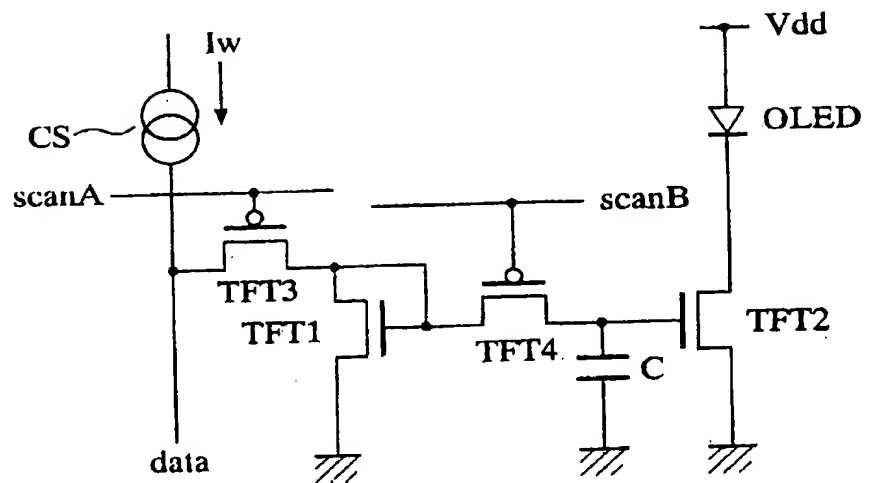 Iw
Vdd
CS
OLED
scanA
scanB
TFT3
TFT1
TFT4
C
TFT2
data